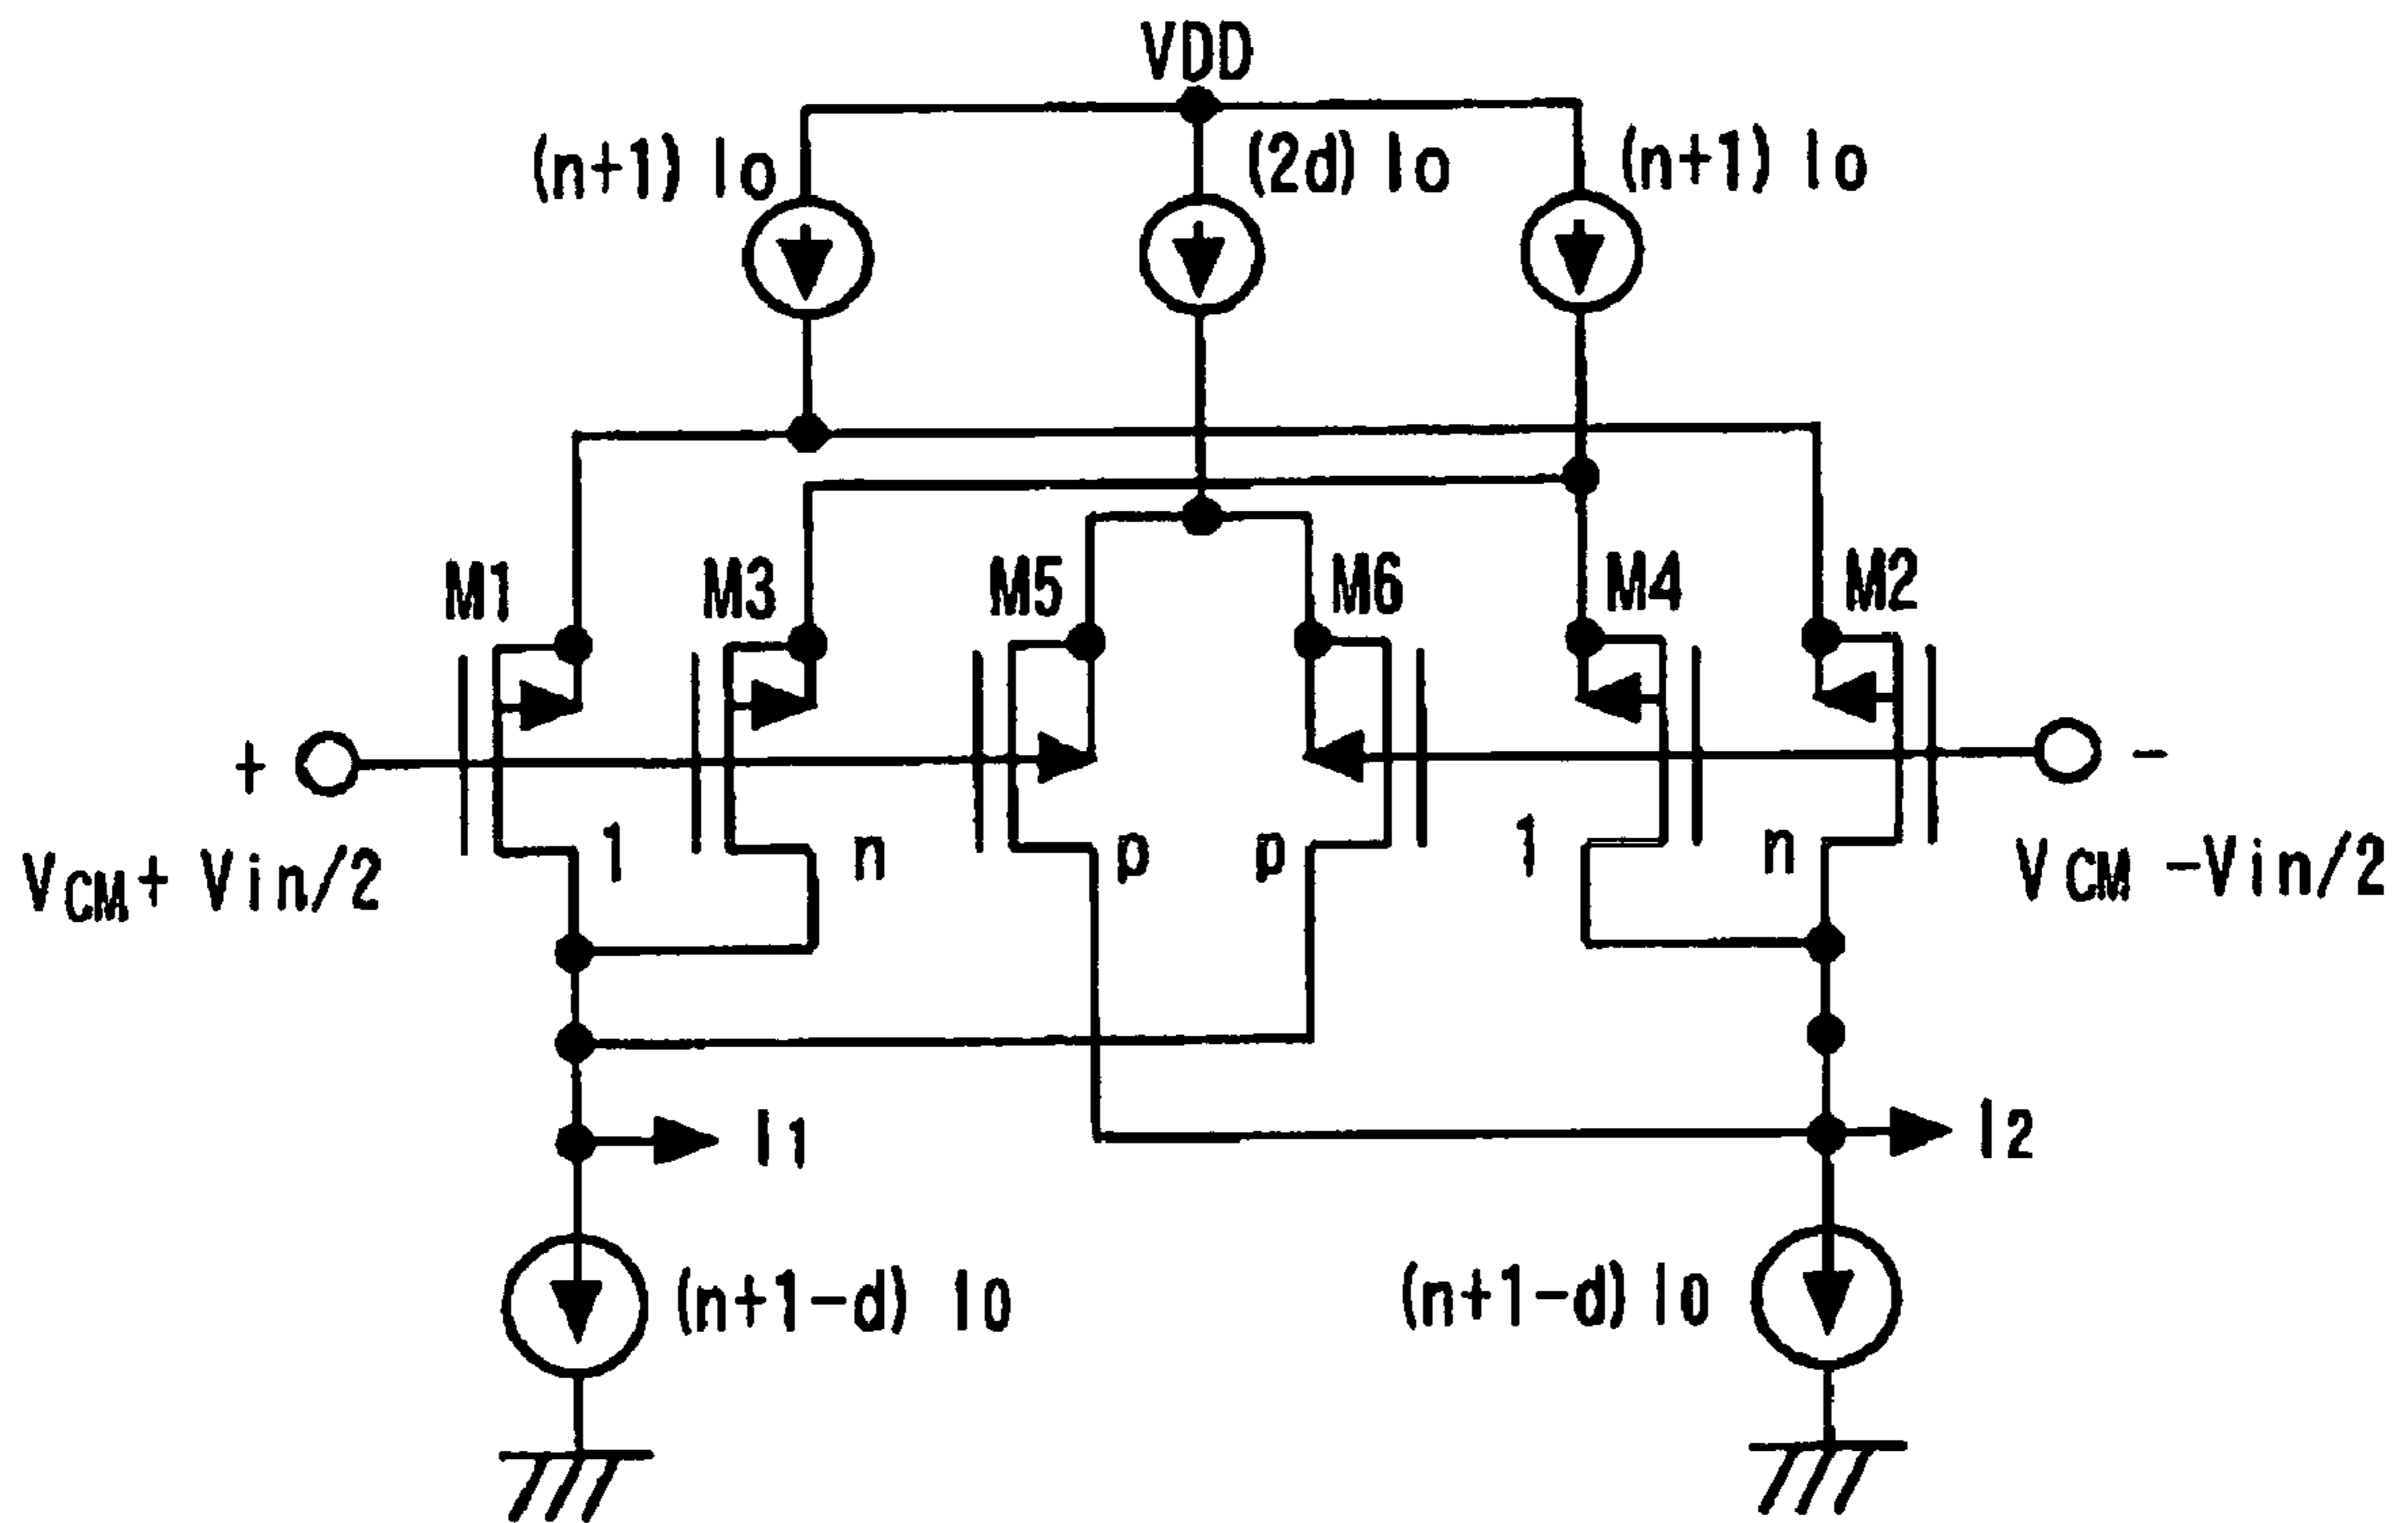 VDD
(n+1) Io
(2d) Io
(n+1) Io
M1
M3
M5
M6
M4
M2
+
-
1
n
p
p
1
n
VCM+ Vin/2
VCM -Vin/2
I1
I2
(n+1-d) Io
(n+1-d) Io